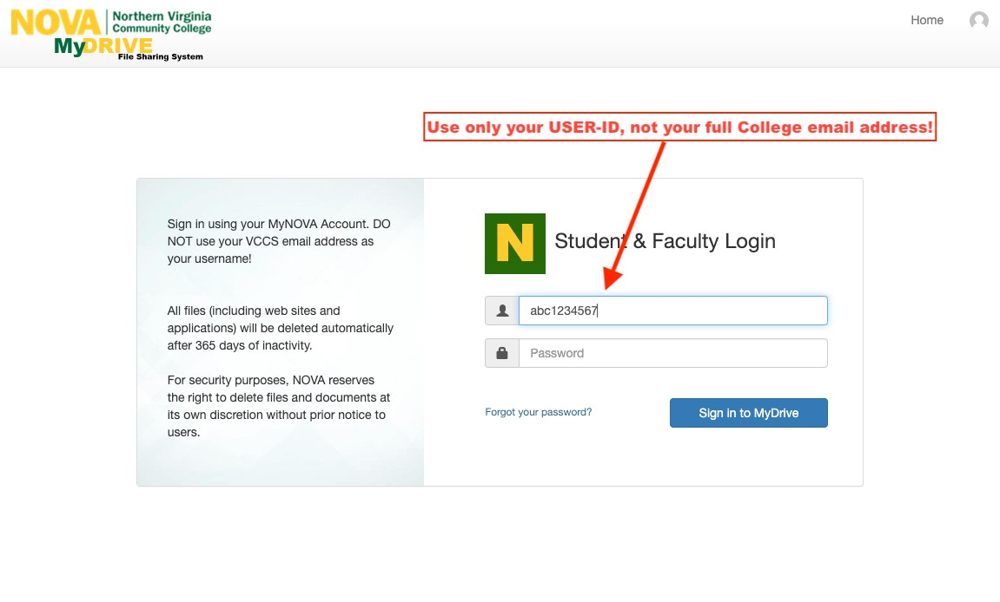 NOVA Northern Virginia
Community College
MyDRIVE
File Sharing System
Home
Use only your USER-ID, not your full College email address!
Sign in using your MyNOVA Account. DO
NOT use your VCCS email address as
your username!
All files (including web sites and
applications) will be deleted automatically
after 365 days of inactivity.
For security purposes, NOVA reserves
the right to delete files and documents at
its own discretion without prior notice to
users.
N
Student & Faculty Login
abc1234567
Password
Forgot your password?
Sign in to MyDrive